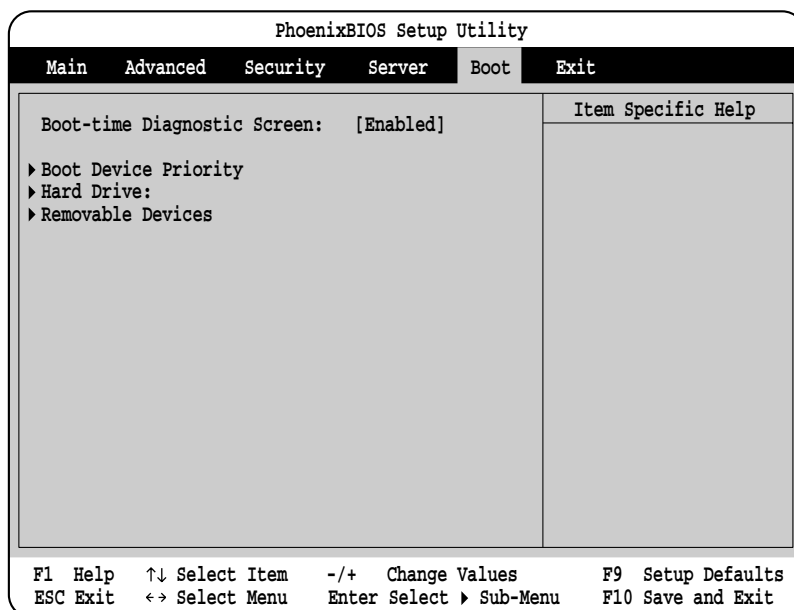 PhoenixBIOS Setup Utility
Main Advanced Security Server Boot Exit
Boot-time Diagnostic Screen: [Enabled]
▶Boot Device Priority
▶Hard Drive:
▶Removable Devices
Item Specific Help
F1 Help ↑↓ Select Item -/+ Change Values F9 Setup Defaults
ESC Exit ←→ Select Menu Enter Select ▶ Sub-Menu F10 Save and Exit